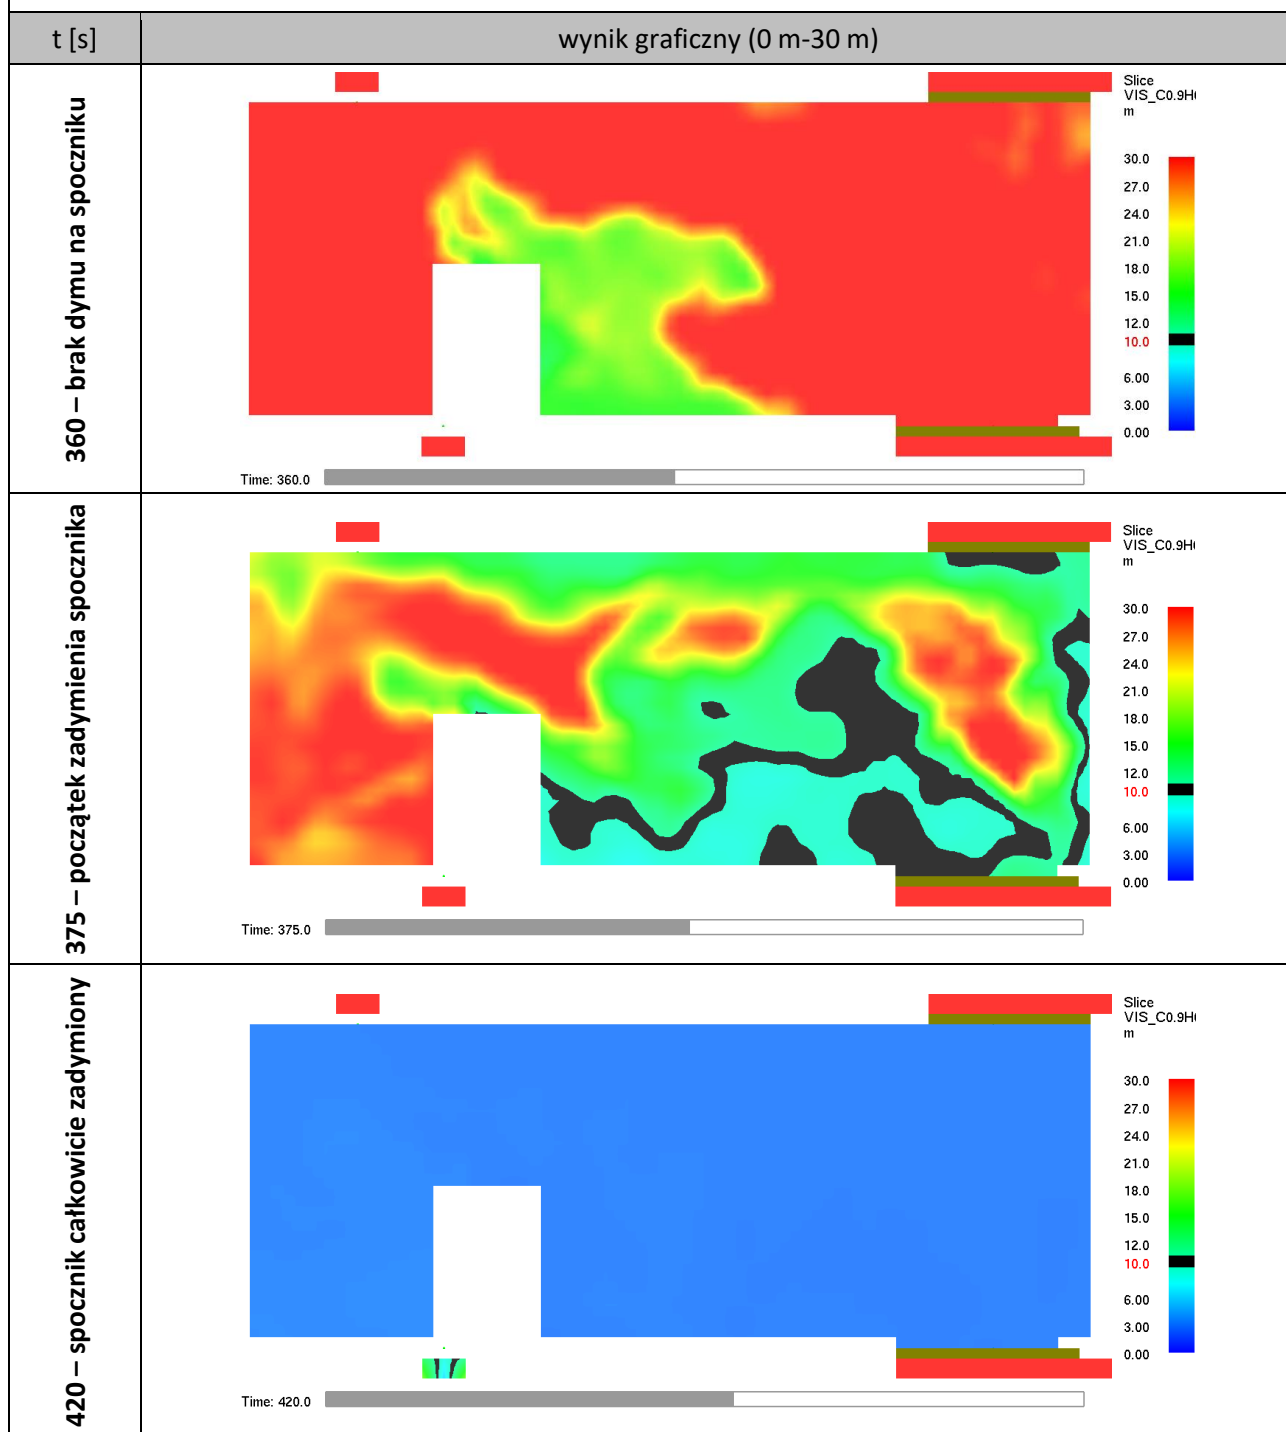 t [s]
wynik graficzny (0 m-30 m)
360 – brak dymu na spoczniku
Slice
VIS_C0.9H(
m
30.0
27.0
24.0
21.0
18.0
15.0
12.0
10.0
6.00
3.00
0.00
Time: 360.0
375 – początek zadymienia spocznika
Slice
VIS_C0.9H(
m
30.0
27.0
24.0
21.0
18.0
15.0
12.0
10.0
6.00
3.00
0.00
Time: 375.0
420 – spocznik całkowicie zadymiony
Slice
VIS_C0.9H(
m
30.0
27.0
24.0
21.0
18.0
15.0
12.0
10.0
6.00
3.00
0.00
Time: 420.0